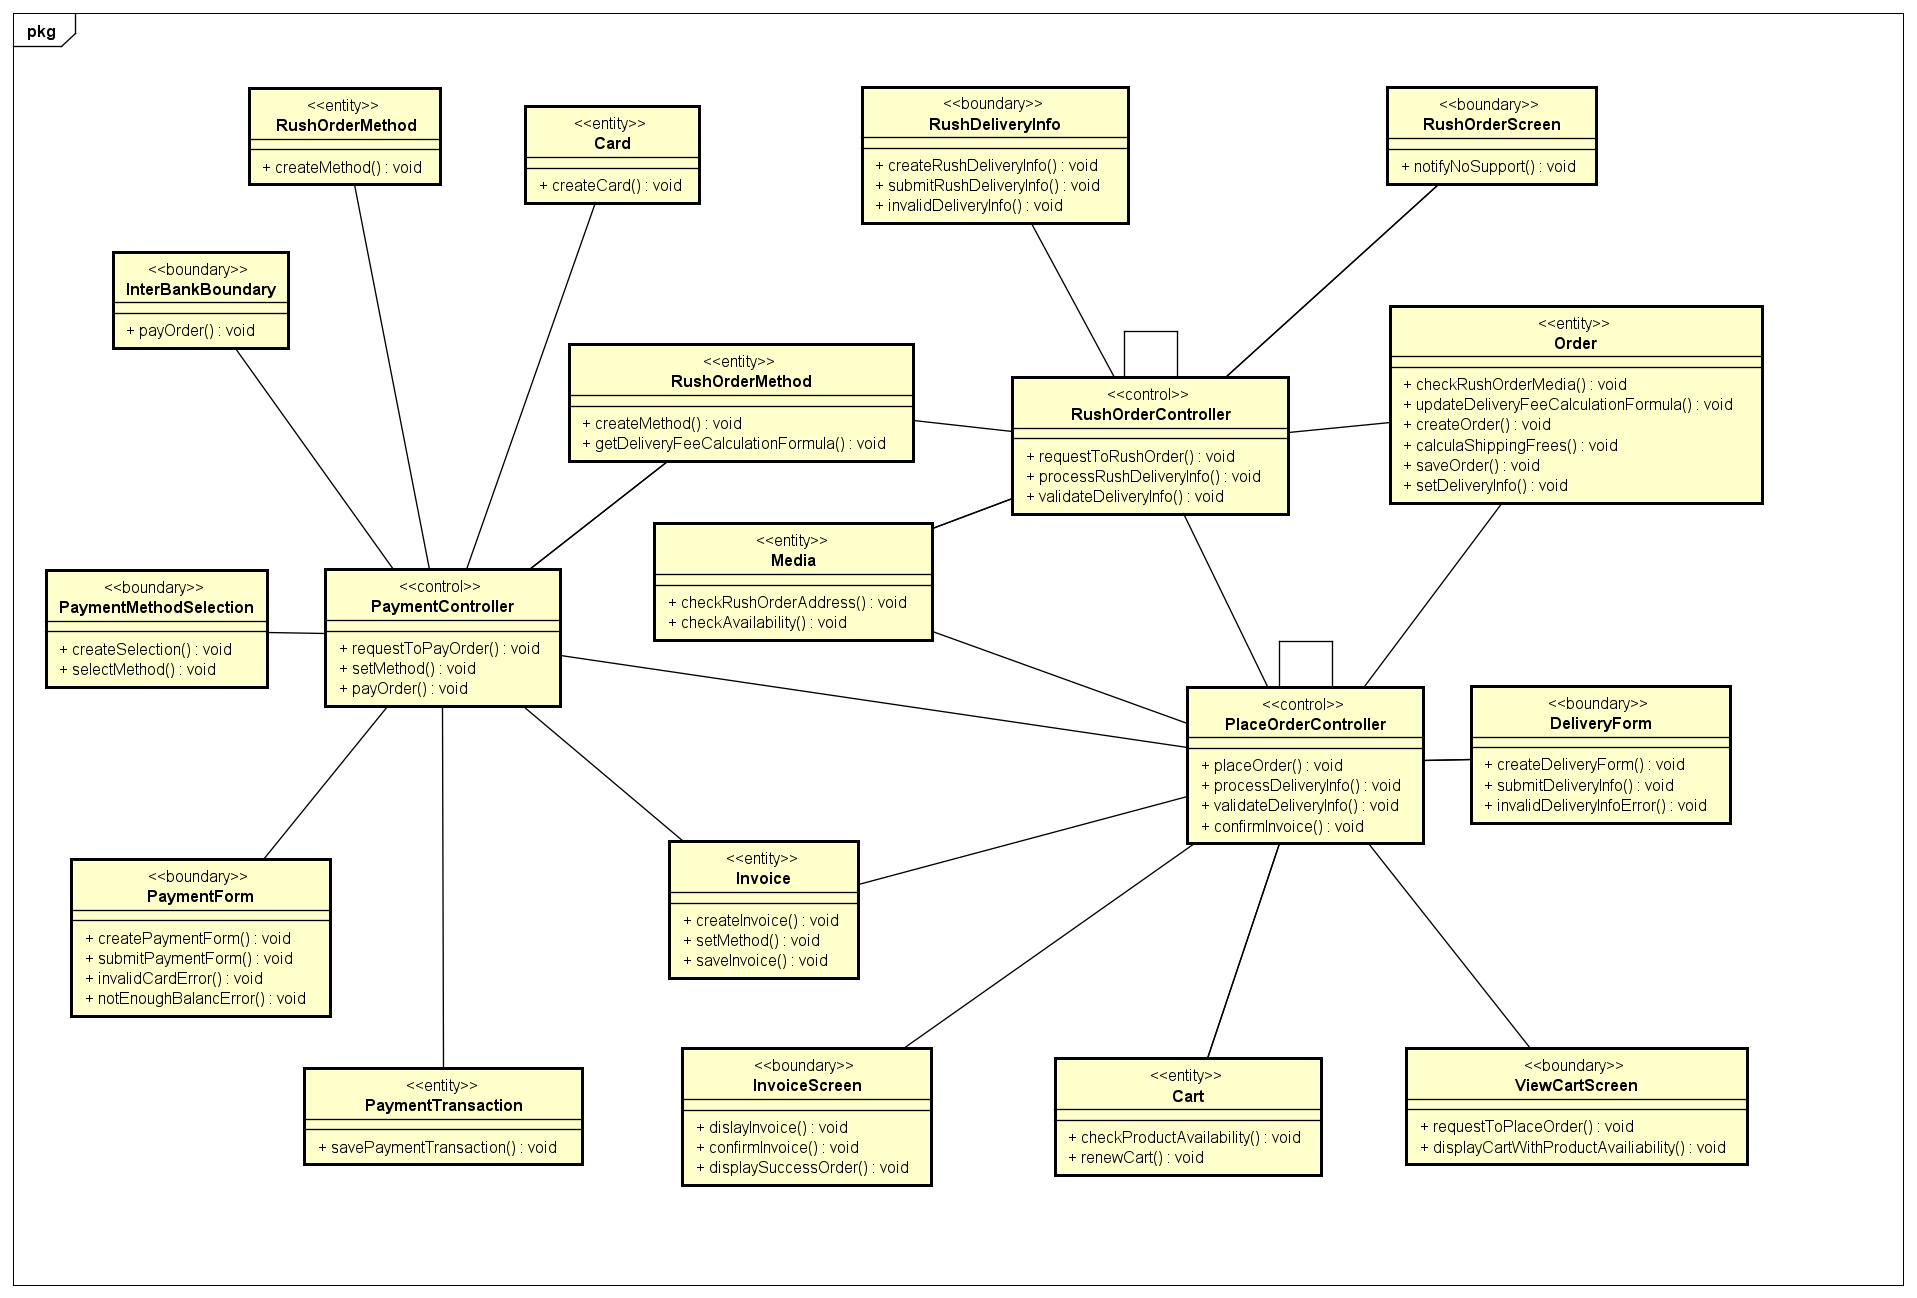 pkg
<<entity>>
RushOrderMethod
+ createMethod() : void
<<entity>>
Card
+ createCard() : void
<<boundary>>
RushDeliveryInfo
+ createRushDeliveryInfo() : void
+ submitRushDeliveryInfo() : void
+ invalidDeliveryInfo() : void
<<boundary>>
RushOrderScreen
+ notifyNoSupport() : void
<<boundary>>
InterBankBoundary
+ payOrder() : void
<<entity>>
RushOrderMethod
+ createMethod() : void
+ getDeliveryFeeCalculationFormula() : void
<<control>>
RushOrderController
+ requestToRushOrder() : void
+ processRushDeliveryInfo() : void
+ validateDeliveryInfo() : void
<<entity>>
Order
+ checkRushOrderMedia() : void
+ updateDeliveryFeeCalculationFormula() : void
+ createOrder() : void
+ calculaShippingFrees() : void
+ saveOrder() : void
+ setDeliveryInfo() : void
<<entity>>
Media
+ checkRushOrderAddress() : void
+ checkAvailability() : void
<<boundary>>
PaymentMethodSelection
+ createSelection() : void
+ selectMethod() : void
<<control>>
PaymentController
+ requestToPayOrder() : void
+ setMethod() : void
+ payOrder() : void
<<control>>
PlaceOrderController
+ placeOrder() : void
+ processDeliveryInfo() : void
+ validateDeliveryInfo() : void
+ confirmInvoice() : void
<<boundary>>
DeliveryForm
+ createDeliveryForm() : void
+ submitDeliveryInfo() : void
+ invalidDeliveryInfoError() : void
<<boundary>>
PaymentForm
+ createPaymentForm() : void
+ submitPaymentForm() : void
+ invalidCardError() : void
+ notEnoughBalancError() : void
<<entity>>
Invoice
+ createInvoice() : void
+ setMethod() : void
+ saveInvoice() : void
<<entity>>
PaymentTransaction
+ savePaymentTransaction() : void
<<boundary>>
InvoiceScreen
+ dislayInvoice() : void
+ confirmInvoice() : void
+ displaySuccessOrder() : void
<<entity>>
Cart
+ checkProductAvailability() : void
+ renewCart() : void
<<boundary>>
ViewCartScreen
+ requestToPlaceOrder() : void
+ displayCartWithProductAvailiability() : void